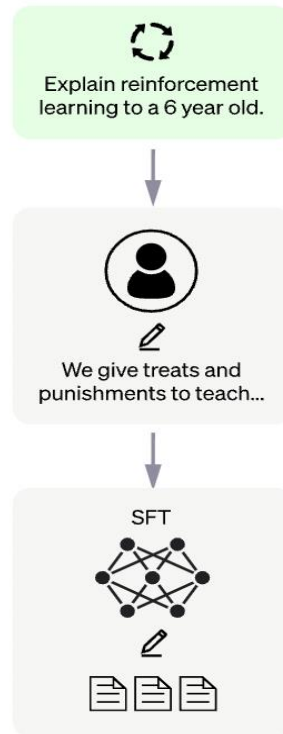 Explain reinforcement
learning to a 6 year old.
We give treats and
punishments to teach...
SFT